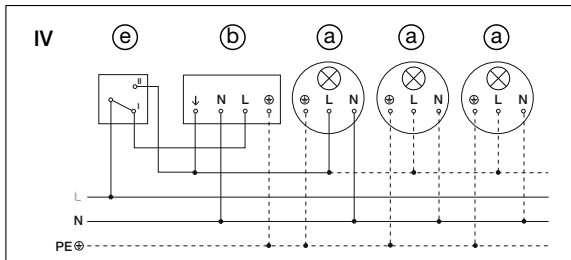 IV e b a a a
II
I
↓ N L ⏚ ⏚ L N ⏚ L N ⏚ L N
L
N
PE ⏚